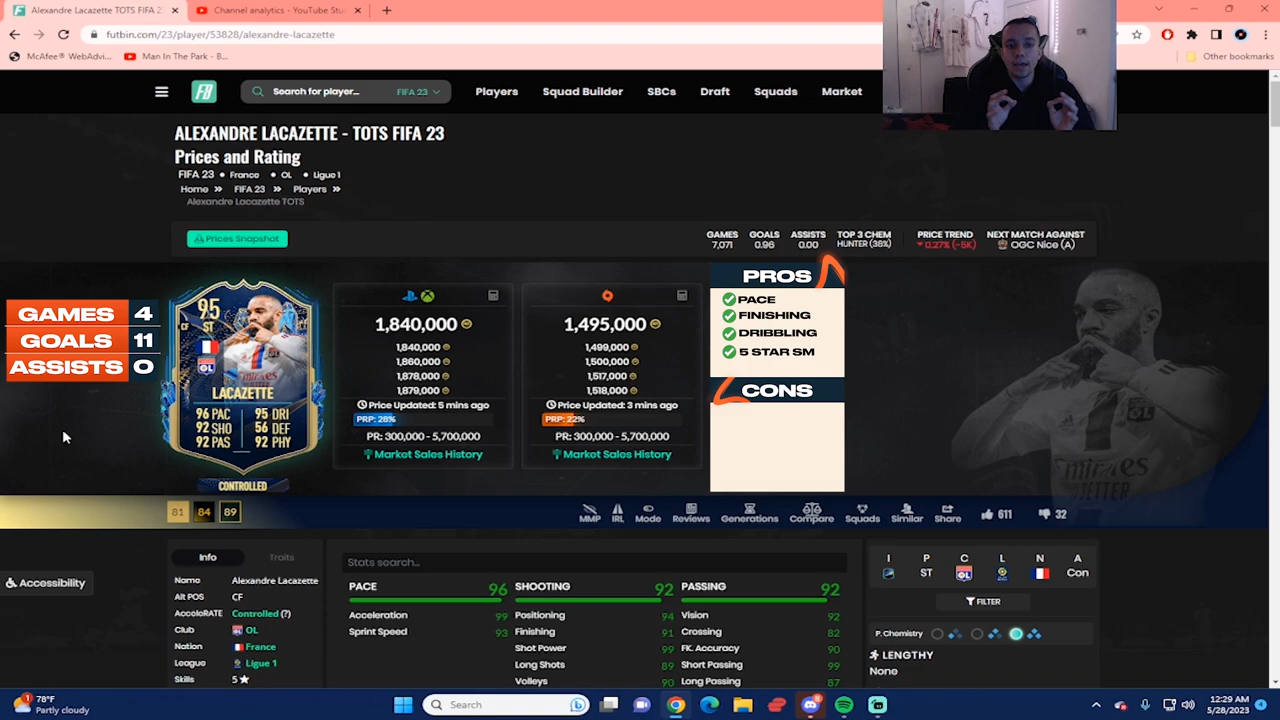 Alexandre Lacazette TOTS FIFA 23
Channel analytics - YouTube Stu
futbin.com/23/player/53828/alexandre-lacazette
McAfee® WebAdvi...
Man In The Park - B...
Other bookmarks
Search for player...
FIFA 23
Players
Squad Builder
SBCs
Draft
Squads
Market
ALEXANDRE LACAZETTE - TOTS FIFA 23
Prices and Rating
FIFA 23 • France • OL • Ligue 1
Home >> FIFA 23 >> Players >>
Alexandre Lacazette TOTS
Prices Snapshot
GAMES
7,071
GOALS
0.96
ASSISTS
0.00
TOP 3 CHEM
HUNTER (36%)
PRICE TREND
0.27% (~5K)
NEXT MATCH AGAINST
OGC Nice (A)
GAMES 4
GOALS 11
ASSISTS 0
95
ST
CF
LACAZETTE
96 PAC 95 DRI
92 SHO 56 DEF
92 PAS 92 PHY
CONTROLLED
1,840,000
1,840,000
1,860,000
1,878,000
1,879,000
Price Updated: 5 mins ago
PRP: 28%
PR: 300,000 - 5,700,000
Market Sales History
1,495,000
1,499,000
1,500,000
1,517,000
1,518,000
Price Updated: 3 mins ago
PRP: 22%
PR: 300,000 - 5,700,000
Market Sales History
PROS
PACE
FINISHING
DRIBBLING
5 STAR SM
CONS
81
84
89
MMP
IRL
Mode
Reviews
Generations
Compare
Squads
Similar
Share
611
32
Accessibility
Info
Traits
Name Alexandre Lacazette
Alt POS CF
AcceleRATE Controlled (?)
Club OL
Nation France
League Ligue 1
Skills 5★
Stats search...
PACE 96
Acceleration 99
Sprint Speed 93
SHOOTING 92
Positioning 94
Finishing 91
Shot Power 99
Long Shots 89
Volleys 90
PASSING 92
Vision 92
Crossing 82
FK. Accuracy 90
Short Passing 99
Long Passing 87
I P C L N A
ST
Con
FILTER
P. Chemistry
LENGTHY
None
78°F
Partly cloudy
Search
12:29 AM
5/28/2023